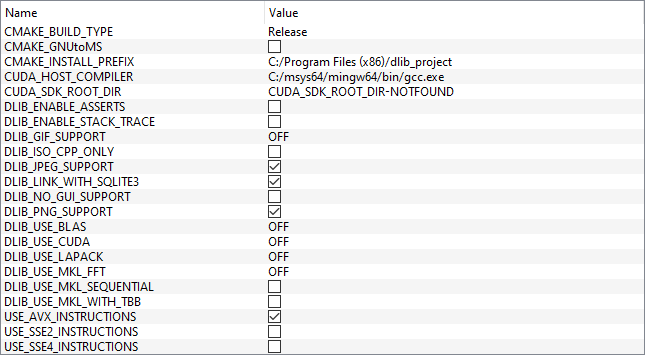 Name Value
CMAKE_BUILD_TYPE Release
CMAKE_GNUtoMS
CMAKE_INSTALL_PREFIX C:/Program Files (x86)/dlib_project
CUDA_HOST_COMPILER C:/msys64/mingw64/bin/gcc.exe
CUDA_SDK_ROOT_DIR CUDA_SDK_ROOT_DIR-NOTFOUND
DLIB_ENABLE_ASSERTS
DLIB_ENABLE_STACK_TRACE
DLIB_GIF_SUPPORT OFF
DLIB_ISO_CPP_ONLY
DLIB_JPEG_SUPPORT
DLIB_LINK_WITH_SQLITE3
DLIB_NO_GUI_SUPPORT
DLIB_PNG_SUPPORT
DLIB_USE_BLAS OFF
DLIB_USE_CUDA OFF
DLIB_USE_LAPACK OFF
DLIB_USE_MKL_FFT OFF
DLIB_USE_MKL_SEQUENTIAL
DLIB_USE_MKL_WITH_TBB
USE_AVX_INSTRUCTIONS
USE_SSE2_INSTRUCTIONS
USE_SSE4_INSTRUCTIONS